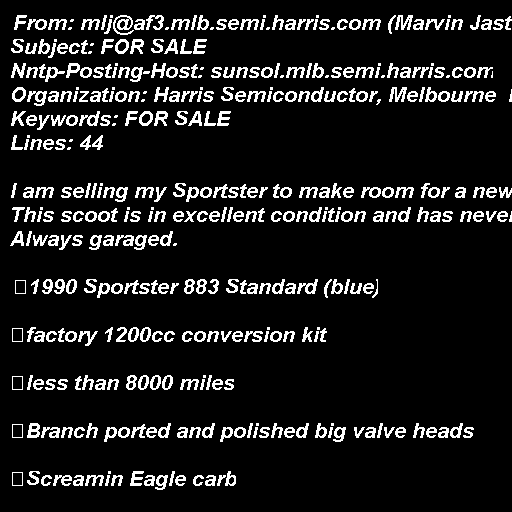 From: mlj@af3.mlb.semi.harris.com (Marvin Jast
Subject: FOR SALE
Nntp-Posting-Host: sunsol.mlb.semi.harris.com
Organization: Harris Semiconductor, Melbourne
Keywords: FOR SALE
Lines: 44

I am selling my Sportster to make room for a new
This scoot is in excellent condition and has never
Always garaged.

□1990 Sportster 883 Standard (blue)

□factory 1200cc conversion kit

□less than 8000 miles

□Branch ported and polished big valve heads

□Screamin Eagle carb